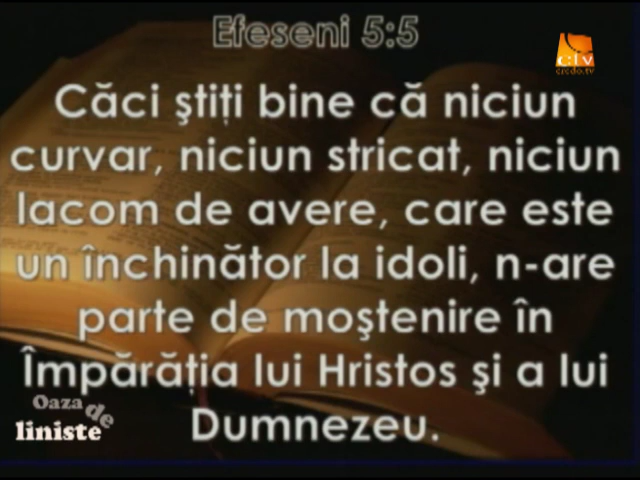 Efeseni 5:5
c:tv
credo.tv
Căci ştiţi bine că niciun
curvar, niciun stricat, niciun
lacom de avere, care este
un închinător la idoli, n-are
parte de moştenire în
Împărăţia lui Hristos şi a lui
Dumnezeu.
Oaza de
liniste